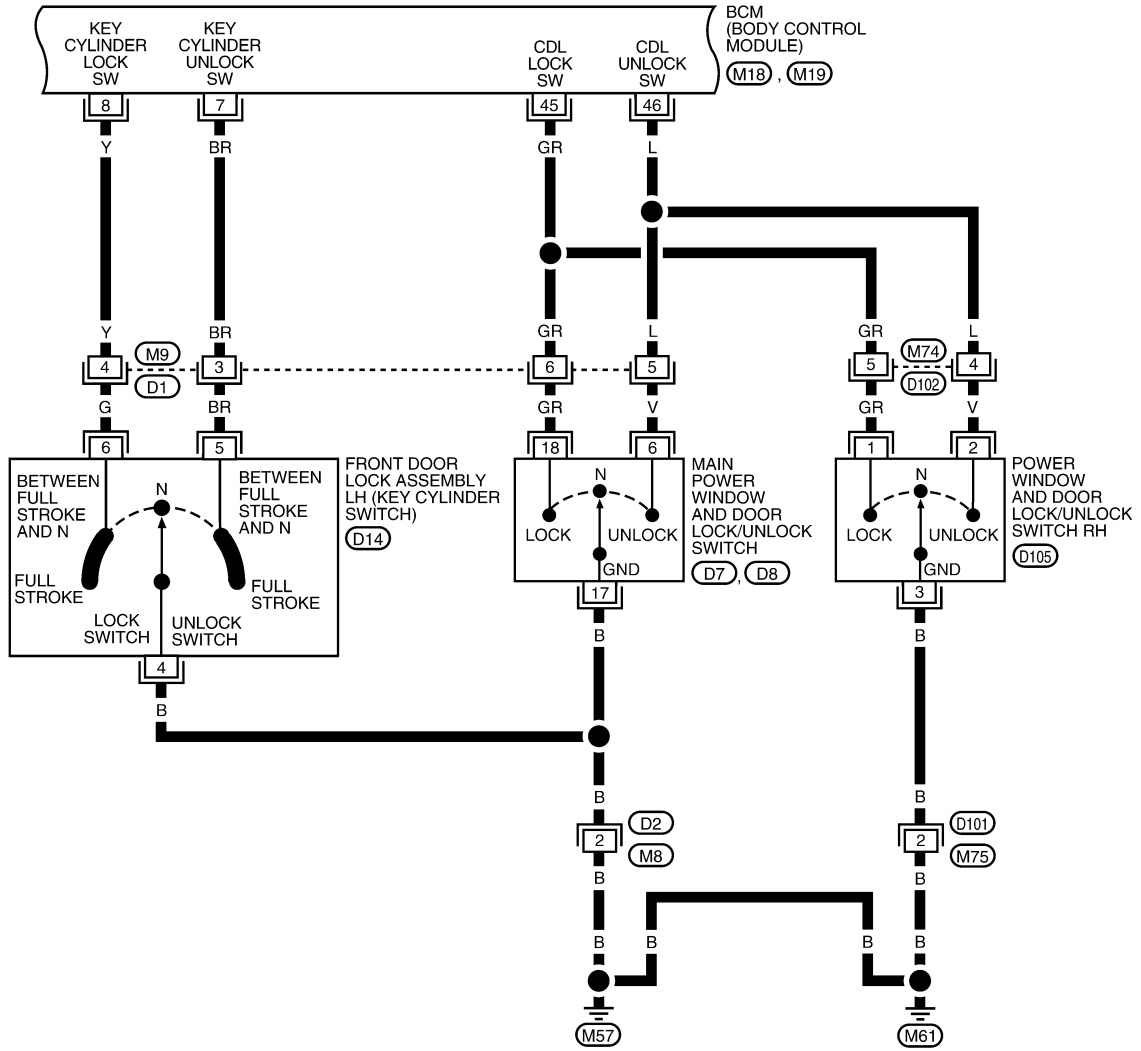 BCM
(BODY CONTROL
MODULE)
M18 , M19
KEY
CYLINDER
LOCK
SW
KEY
CYLINDER
UNLOCK
SW
CDL
LOCK
SW
CDL
UNLOCK
SW
8
7
45
46
Y
BR
GR
L
Y
BR
GR
L
GR
L
4
M9
D1
3
6
5
5
M74
D102
4
G
BR
GR
V
GR
V
6
5
18
6
1
2
BETWEEN
FULL
STROKE
AND N
N
BETWEEN
FULL
STROKE
AND N
FULL
STROKE
FULL
STROKE
LOCK
SWITCH
UNLOCK
SWITCH
FRONT DOOR
LOCK ASSEMBLY
LH (KEY CYLINDER
SWITCH)
D14
N
LOCK
UNLOCK
GND
MAIN
POWER
WINDOW
AND DOOR
LOCK/UNLOCK
SWITCH
D7 , D8
N
LOCK
UNLOCK
GND
POWER
WINDOW
AND DOOR
LOCK/UNLOCK
SWITCH RH
D105
4
17
3
B
B
B
B
B
2
D2
M8
2
D101
M75
B
B
B
B
B
B
M57
M61